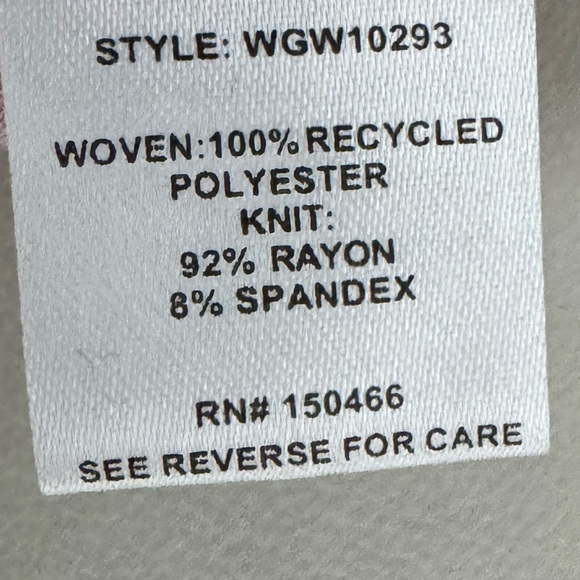 STYLE: WGW10293
WOVEN:100% RECYCLED
POLYESTER
KNIT:
92% RAYON
8% SPANDEX
RN# 150466
SEE REVERSE FOR CARE